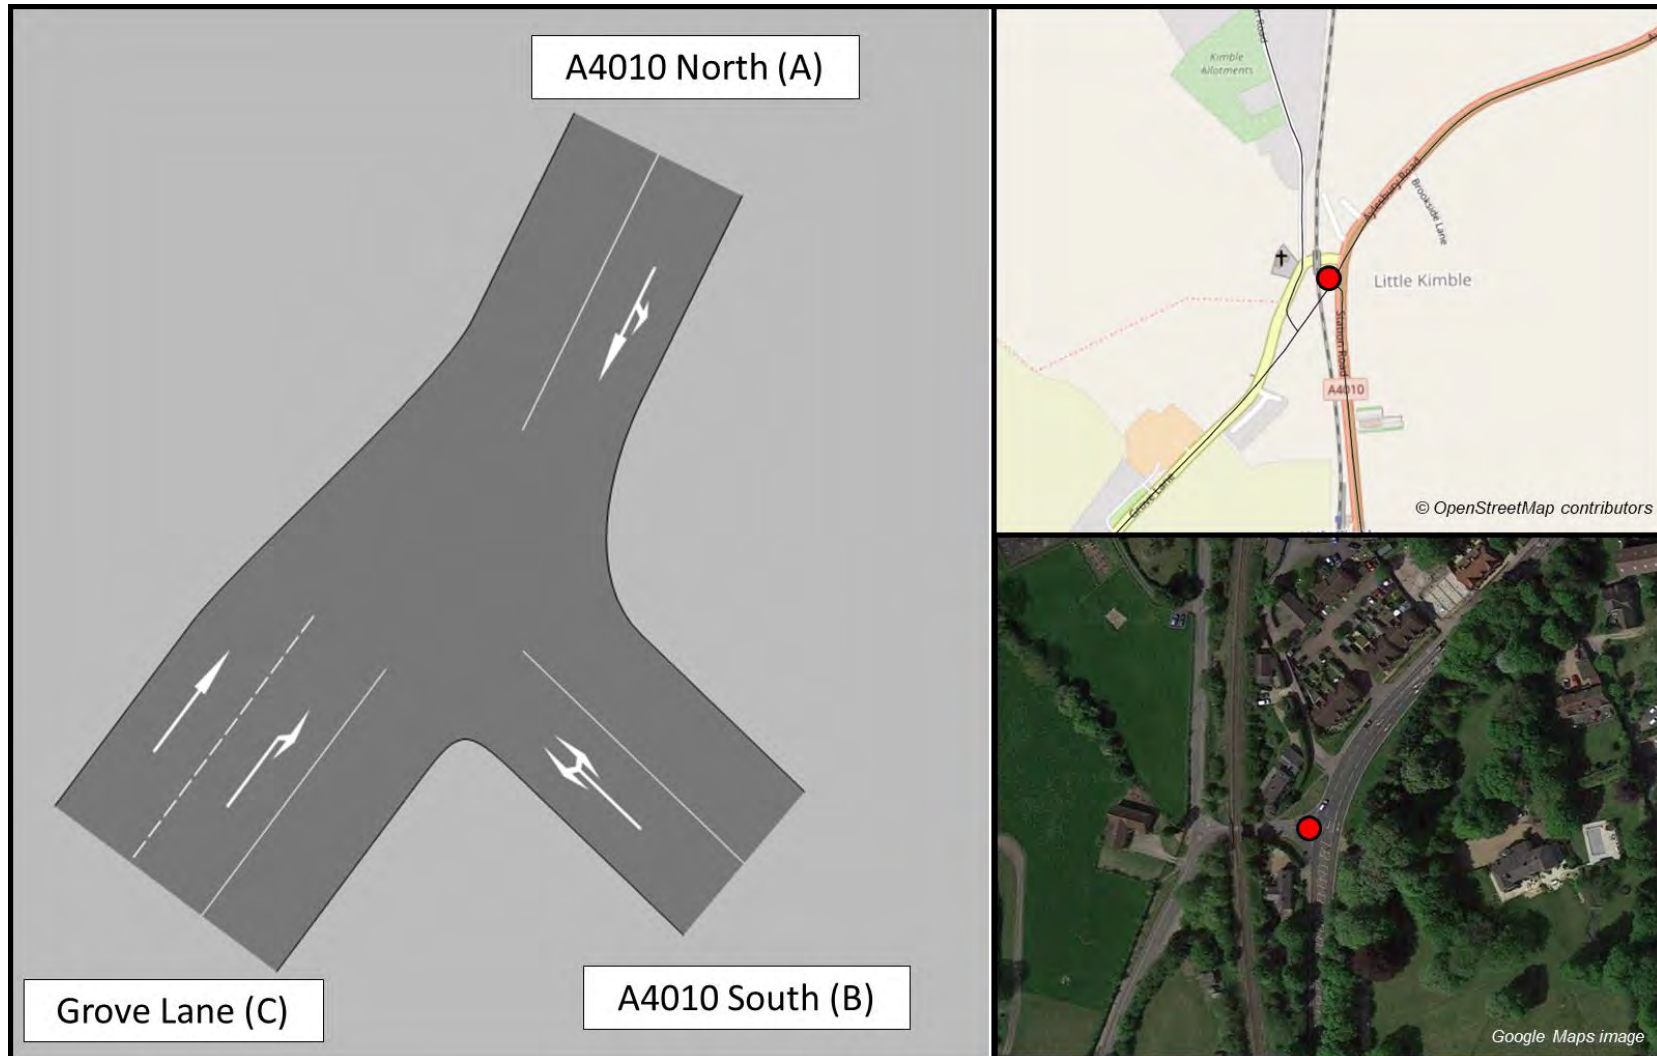 A4010 North (A)
Grove Lane (C)
A4010 South (B)
Kimble
Allotments
Aylesbury Road
Brookside Lane
Little Kimble
Station Road
A4010
Grove Lane
© OpenStreetMap contributors
Google Maps image